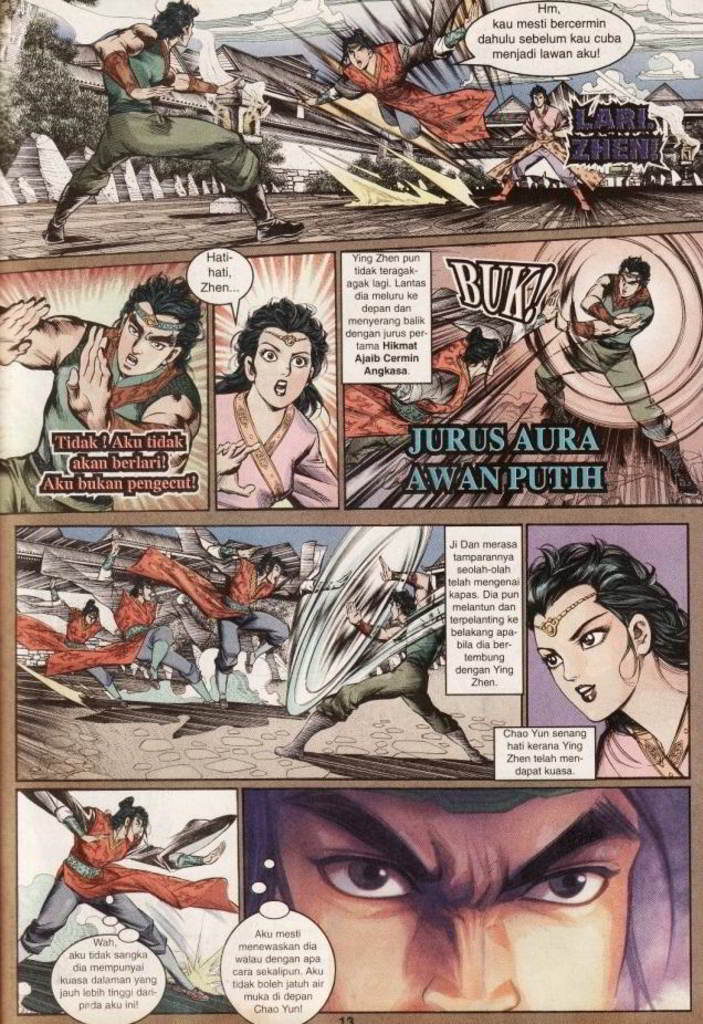 Hm,
kau mesti bercermin
dahulu sebelum kau cuba
menjadi lawan aku!
LARI,
ZHEN!
Tidak! Aku tidak
akan berlari!
Aku bukan pengecut!
Hati-
hati,
Zhen...
Ying Zhen pun
tidak teragak-
agak lagi. Lantas
dia meluru ke
depan dan
menyerang balik
dengan jurus per-
tama Hikmat
Ajaib Cermin
Angkasa.
BUK!
JURUS AURA
AWAN PUTIH
Ji Dan merasa
tamparannya
seolah-olah
telah mengenai
kapas. Dia pun
melantun dan
terpelanting ke
belakang apa-
bila dia ber-
tembung
dengan Ying
Zhen.
Chao Yun senang
hati kerana Ying
Zhen telah men-
dapat kuasa.
Wah,
aku tidak sangka
dia mempunyai
kuasa dalaman yang
jauh lebih tinggi dari-
pada aku ini!
Aku mesti
menewaskan dia
walau dengan apa
cara sekalipun. Aku
tidak boleh jatuh air
muka di depan
Chao Yun!
13